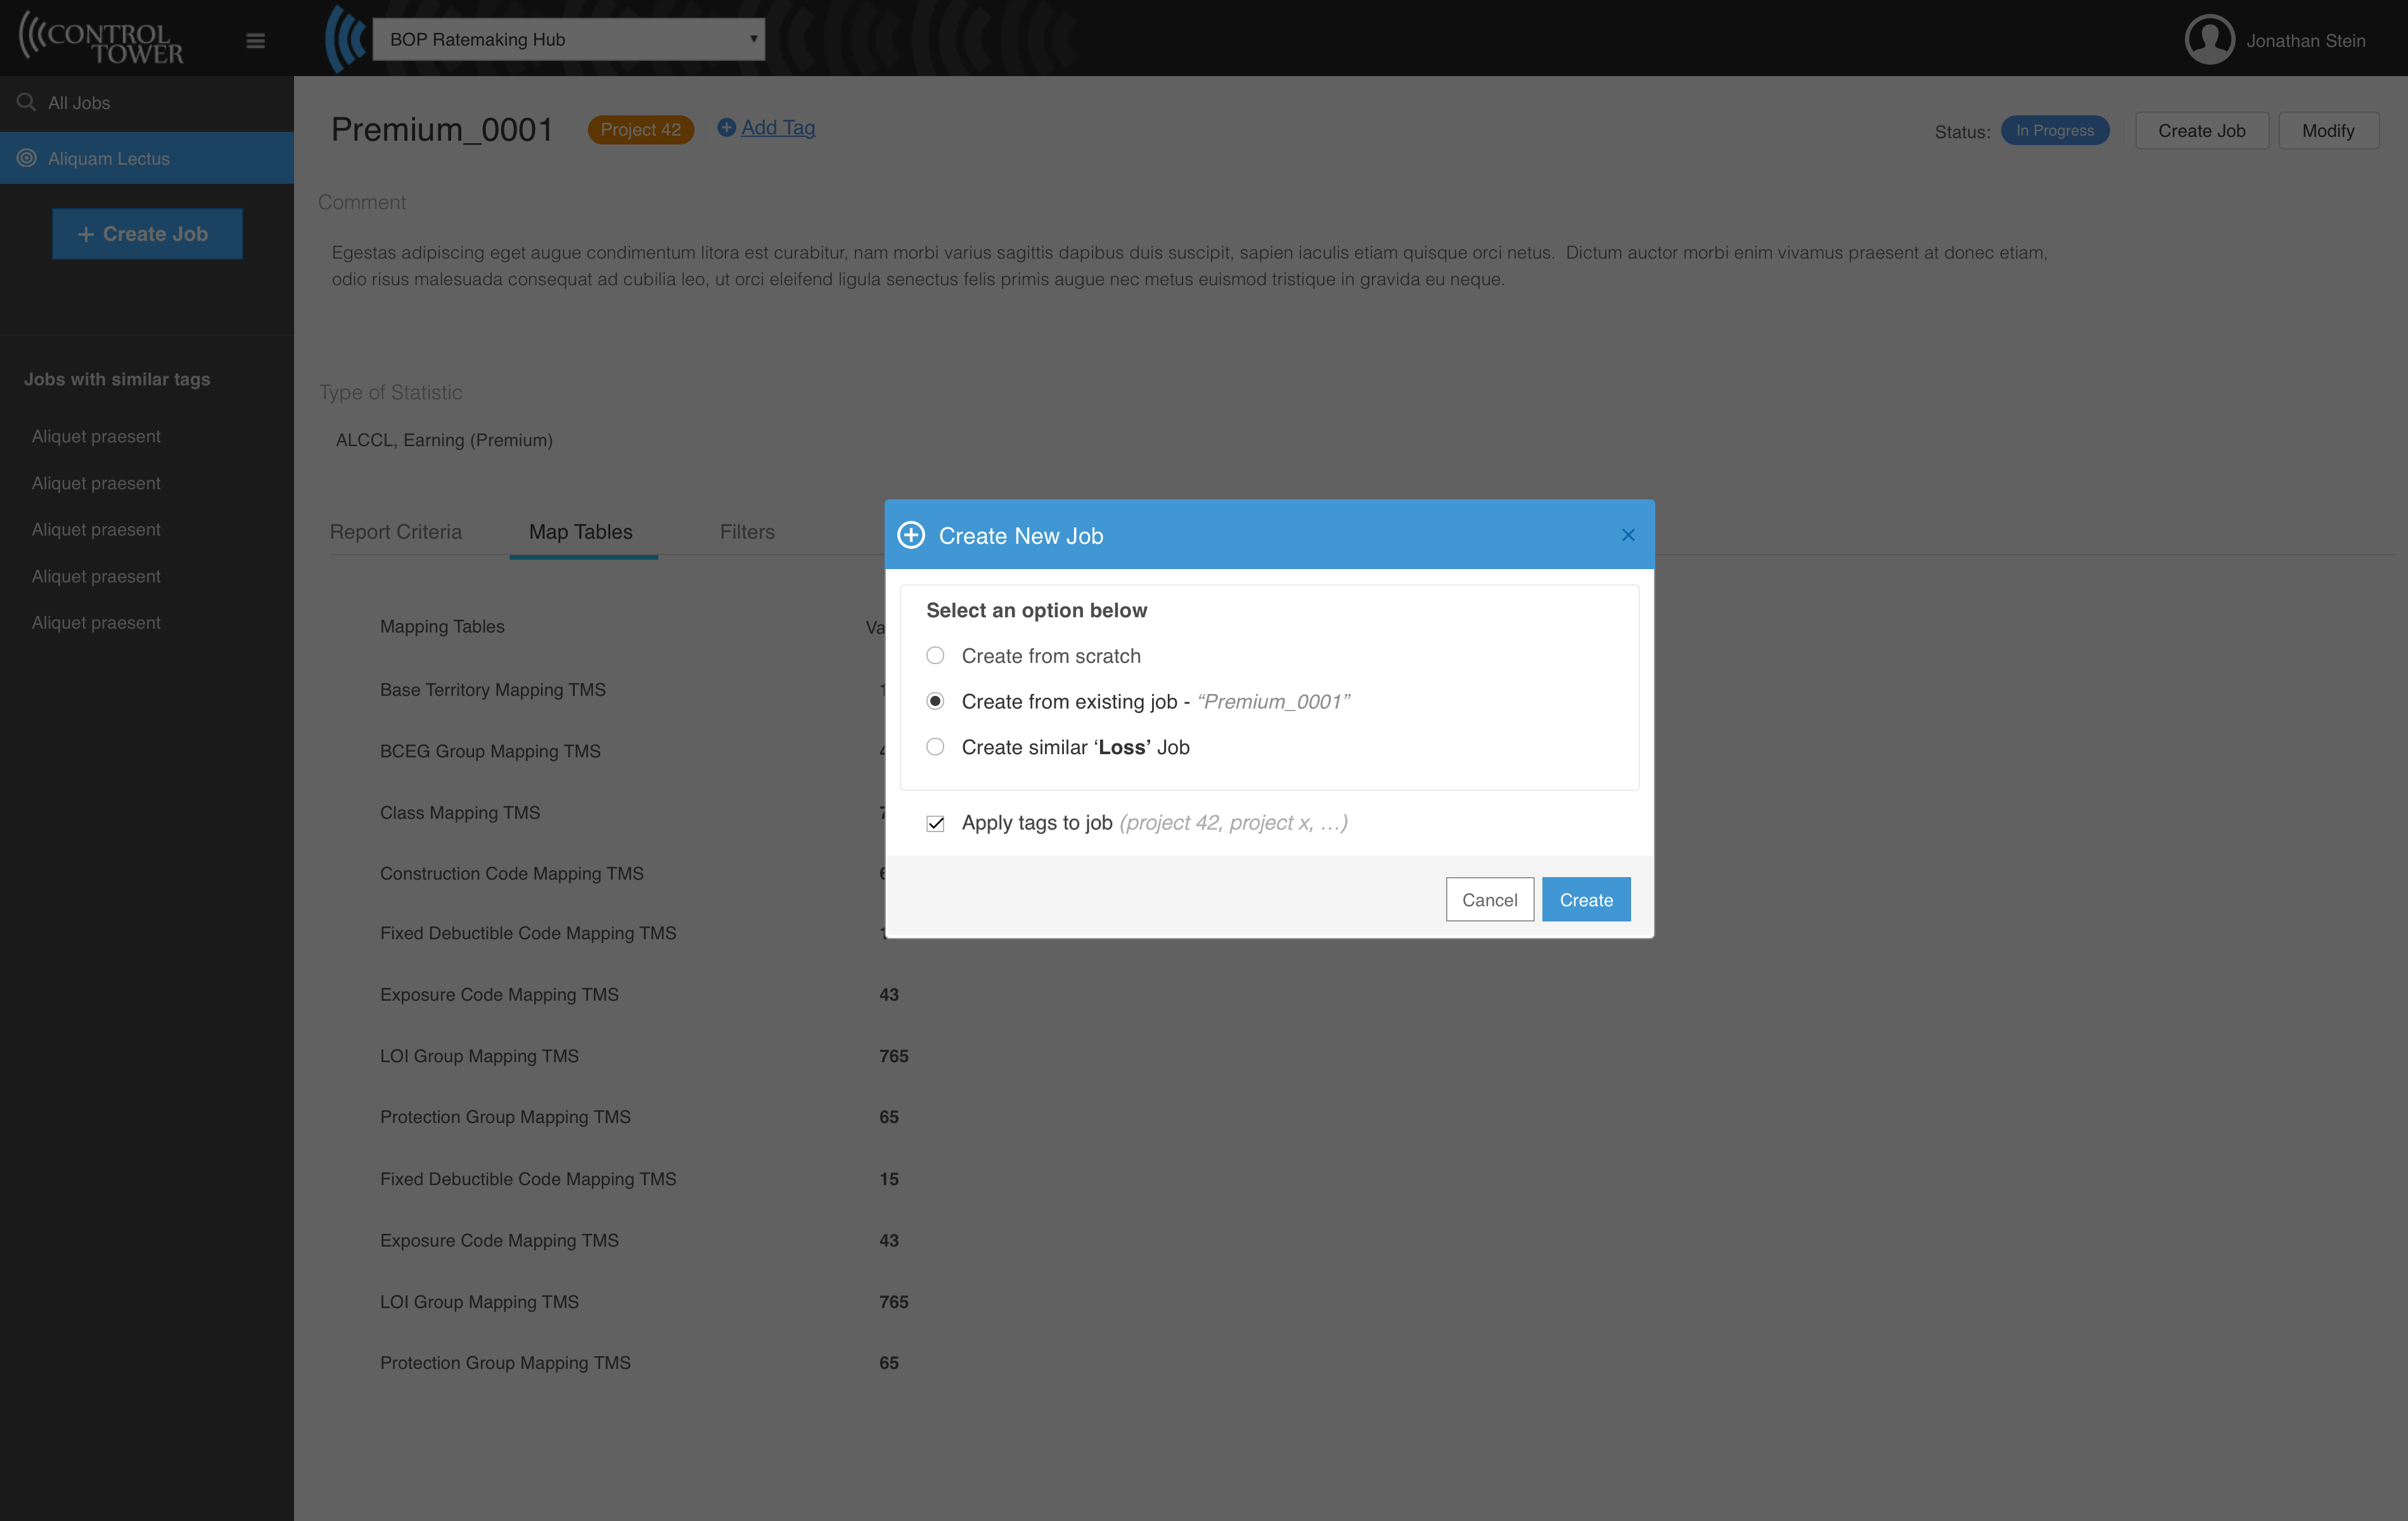 CONTROL
TOWER
BOP Ratemaking Hub
Jonathan Stein
All Jobs
Aliquam Lectus
+ Create Job
Jobs with similar tags
Aliquet praesent
Aliquet praesent
Aliquet praesent
Aliquet praesent
Aliquet praesent
Premium_0001
Project 42
Add Tag
Status:
In Progress
Create Job
Modify
Comment
Egestas adipiscing eget augue condimentum litora est curabitur, nam morbi varius sagittis dapibus duis suscipit, sapien iaculis etiam quisque orci netus.  Dictum auctor morbi enim vivamus praesent at donec etiam,
odio risus malesuada consequat ad cubilia leo, ut orci eleifend ligula senectus felis primis augue nec metus euismod tristique in gravida eu neque.
Type of Statistic
ALCCL, Earning (Premium)
Report Criteria
Map Tables
Filters
Mapping Tables
Base Territory Mapping TMS
BCEG Group Mapping TMS
Class Mapping TMS
Construction Code Mapping TMS
Fixed Debuctible Code Mapping TMS
Exposure Code Mapping TMS 43
LOI Group Mapping TMS 765
Protection Group Mapping TMS 65
Fixed Debuctible Code Mapping TMS 15
Exposure Code Mapping TMS 43
LOI Group Mapping TMS 765
Protection Group Mapping TMS 65
Create New Job
Select an option below
Create from scratch
Create from existing job - “Premium_0001”
Create similar ‘Loss’ Job
Apply tags to job (project 42, project x, …)
Cancel
Create